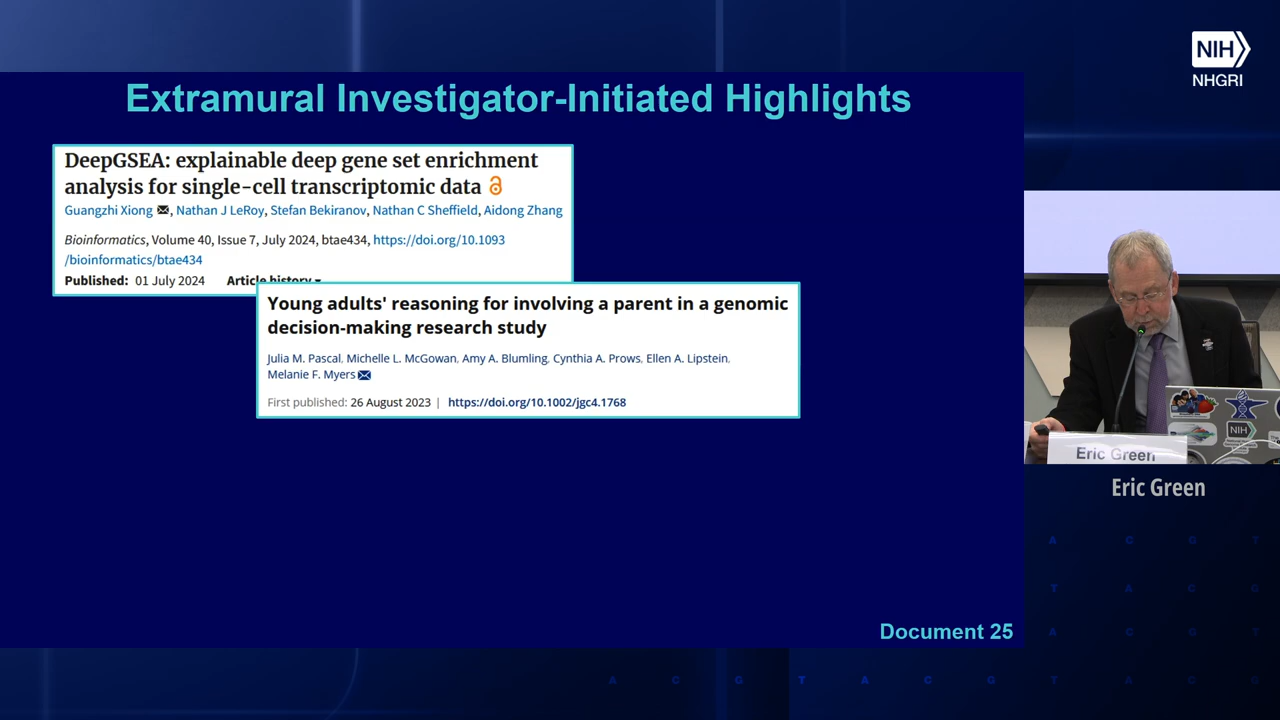 NIH
NHGRI
Extramural Investigator-Initiated Highlights
DeepGSEA: explainable deep gene set enrichment
analysis for single-cell transcriptomic data
Guangzhi Xiong, Nathan J LeRoy, Stefan Bekiranov, Nathan C Sheffield, Aidong Zhang
Bioinformatics, Volume 40, Issue 7, July 2024, btae434, https://doi.org/10.1093
/bioinformatics/btae434
Published: 01 July 2024 Article history
Young adults' reasoning for involving a parent in a genomic
decision-making research study
Julia M. Pascal, Michelle L. McGowan, Amy A. Blumling, Cynthia A. Prows, Ellen A. Lipstein,
Melanie F. Myers
First published: 26 August 2023 | https://doi.org/10.1002/jgc4.1768
NIH
Eric Green
Eric Green
A C G T
T A C G
Document 25
A C G T
A C G T
A C G T A C G T A C G